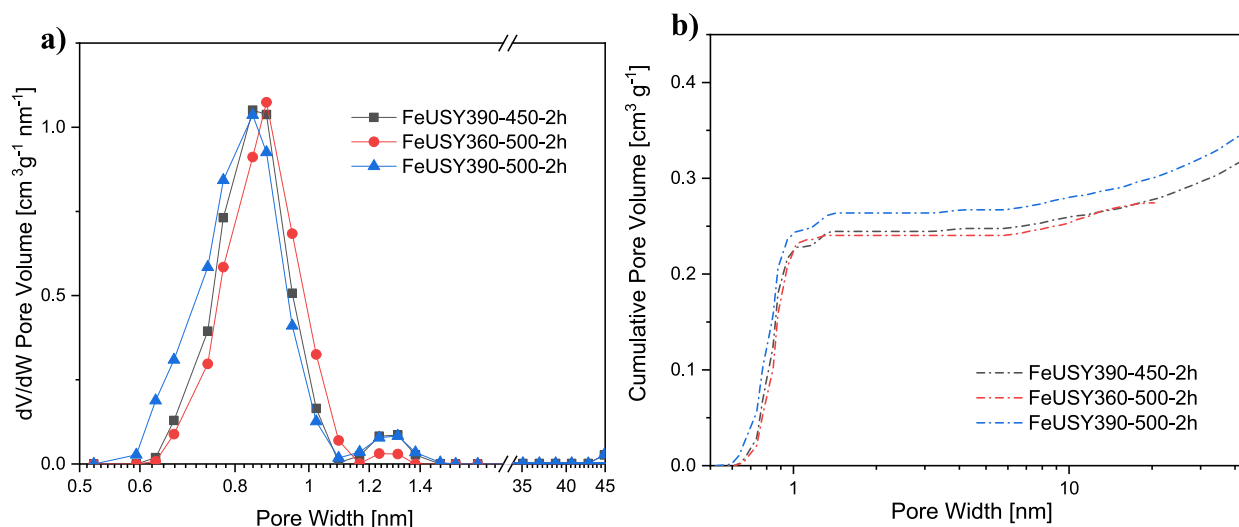 a)
dV/dW Pore Volume [cm³g⁻¹ nm⁻¹]
1.0
0.5
0.0
FeUSY390-450-2h
FeUSY360-500-2h
FeUSY390-500-2h
0.5 0.6 0.8 1 1.2 1.4 35 40 45
Pore Width [nm]
b)
Cumulative Pore Volume [cm³ g⁻¹]
0.4
0.3
0.2
0.1
0.0
FeUSY390-450-2h
FeUSY360-500-2h
FeUSY390-500-2h
1 10
Pore Width [nm]